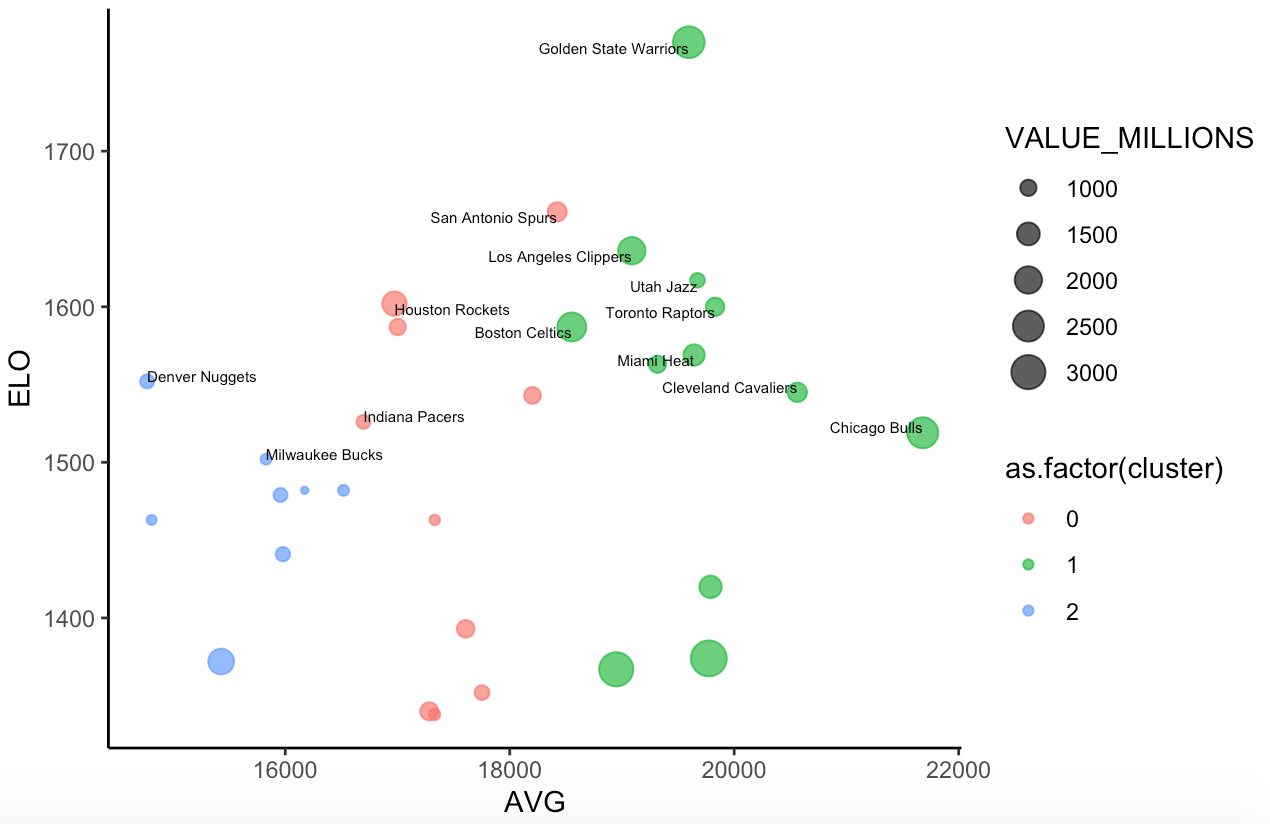 Golden State Warriors
1700
San Antonio Spurs
Los Angeles Clippers
Utah Jazz
1600
Houston Rockets
Toronto Raptors
Boston Celtics
Miami Heat
Denver Nuggets
Cleveland Cavaliers
Indiana Pacers
Chicago Bulls
Milwaukee Bucks
1500
1400
ELO
16000
18000
20000
22000
AVG
VALUE_MILLIONS
1000
1500
2000
2500
3000
as.factor(cluster)
0
1
2